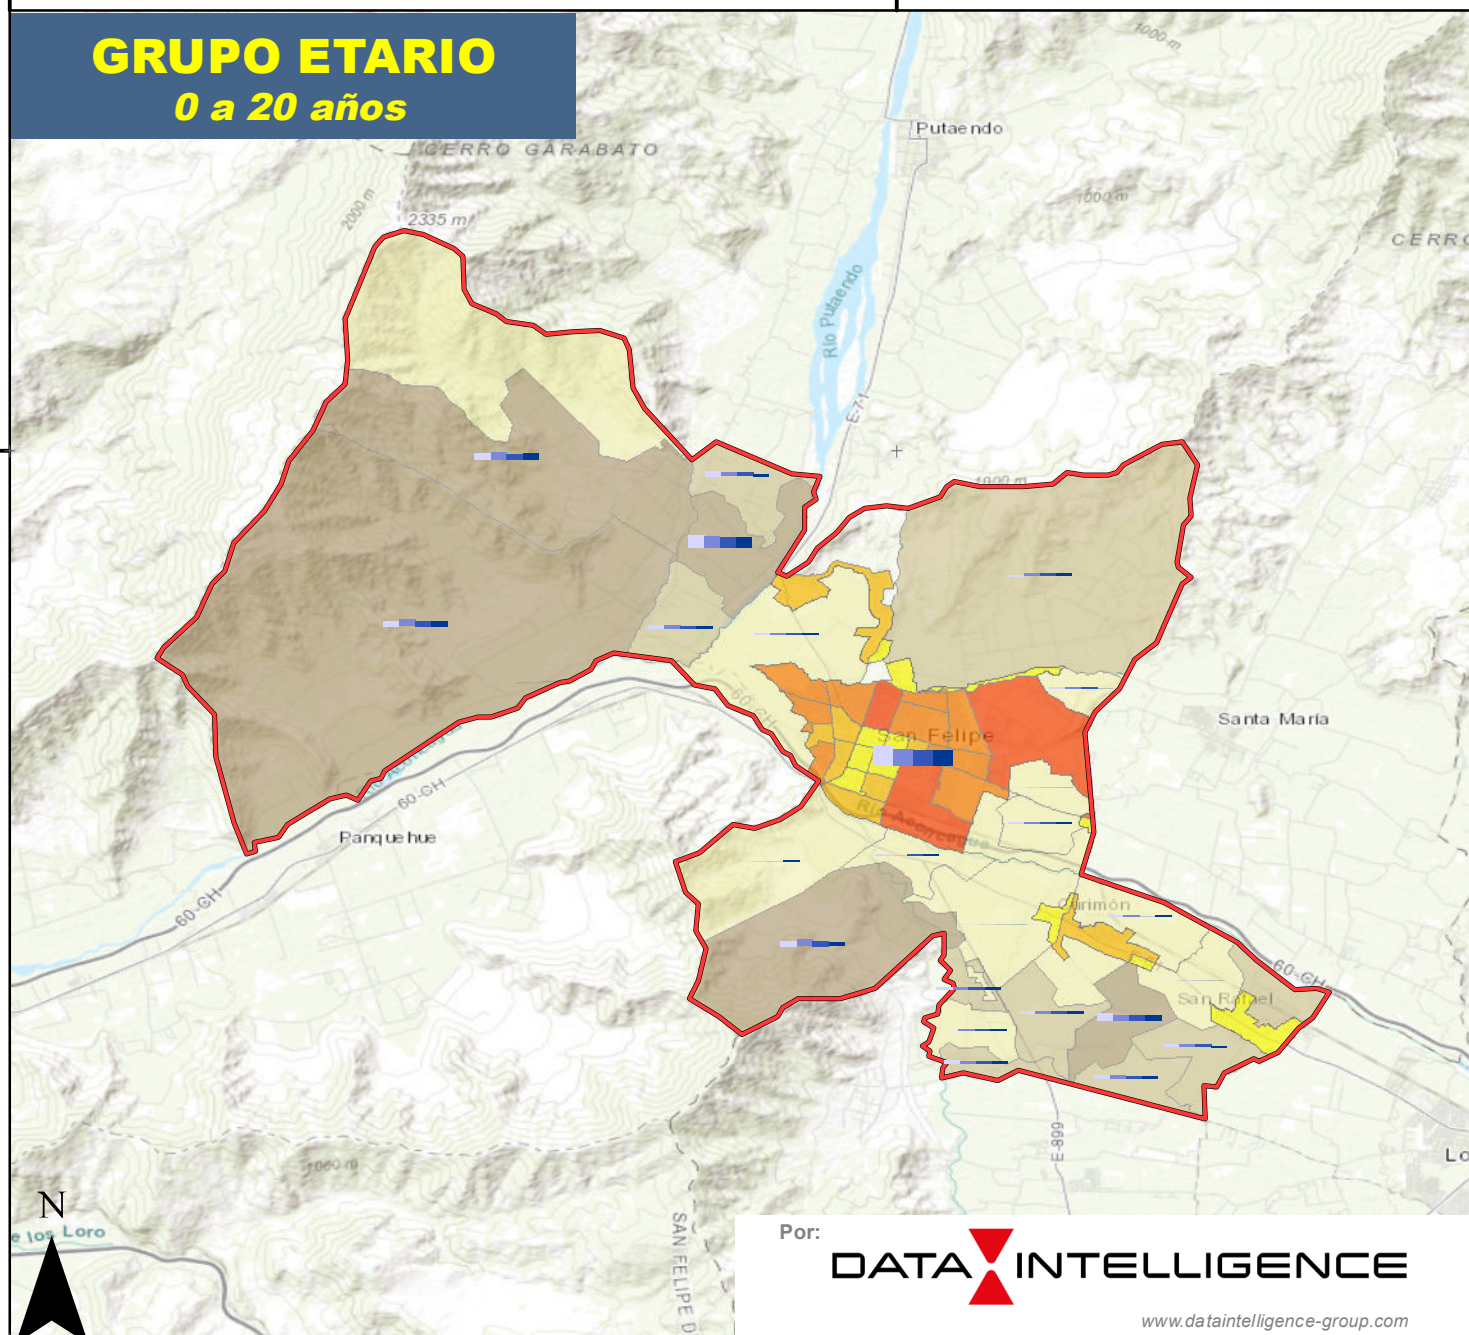 GRUPO ETARIO
0 a 20 años
1000 m
Putaendo
CERRO GARABATO
2000 m
2335 m
1000 m
CERRO
Río Putaendo
E-71
1000 m
60-CH
Santa María
San Felipe
60-CH
Panquehue
Río Aconcagua
60-CH
Curimón
60-CH
San Rafael
E-899
Lo
1000 m
N
e los Loro
SAN FELIPE D
Por:
DATA INTELLIGENCE
www.dataintelligence-group.com